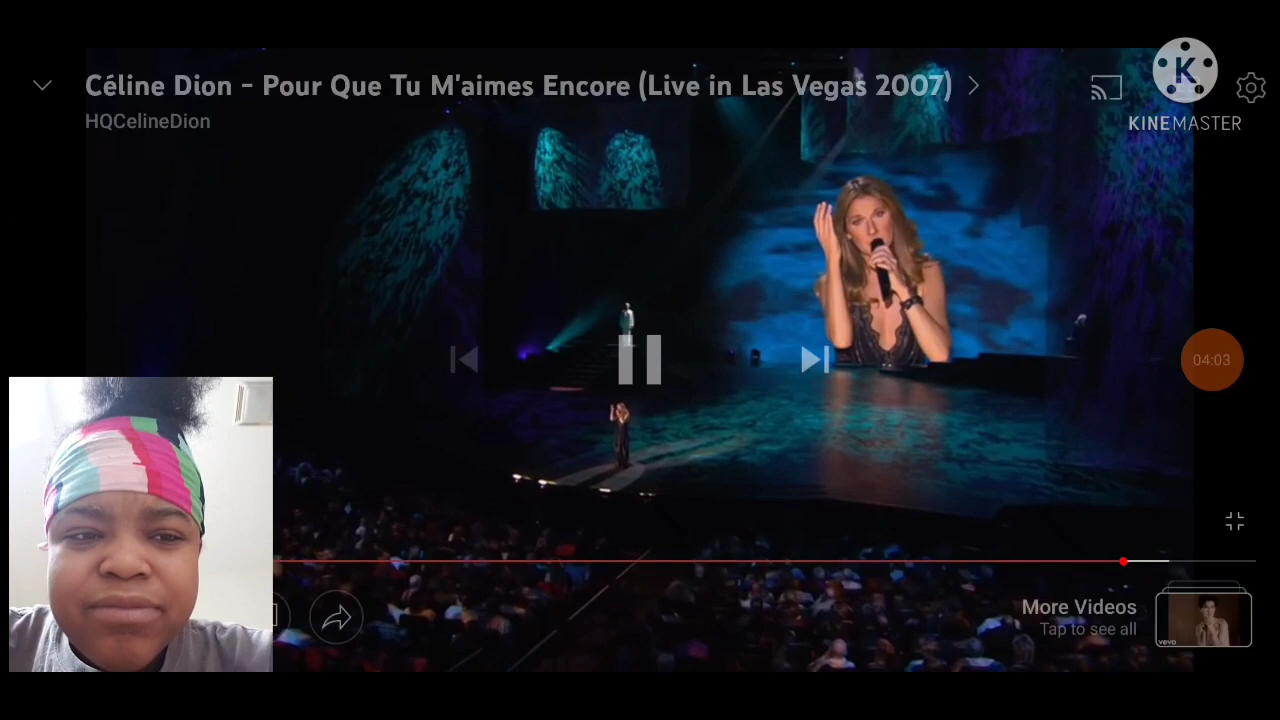 Céline Dion - Pour Que Tu M'aimes Encore (Live in Las Vegas 2007)
HQCelineDion
K
KINEMASTER
04:03
More Videos
Tap to see all
vevo